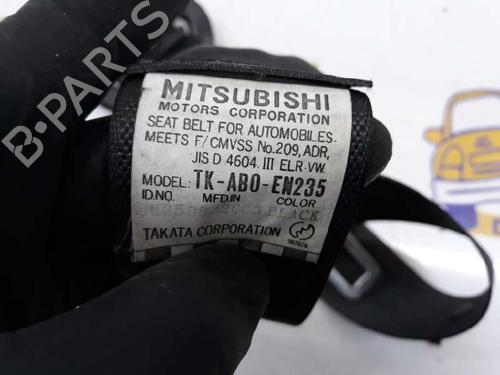 MITSUBISHI
MOTORS CORPORATION
SEAT BELT FOR AUTOMOBILES.
MEETS F/CMVSS No.209, ADR,
JIS D 4604. III ELR-VW.
MODEL: TK-AB0-EN235
ID.NO. MFD.IN COLOR
BLACK
TAKATA CORPORATION